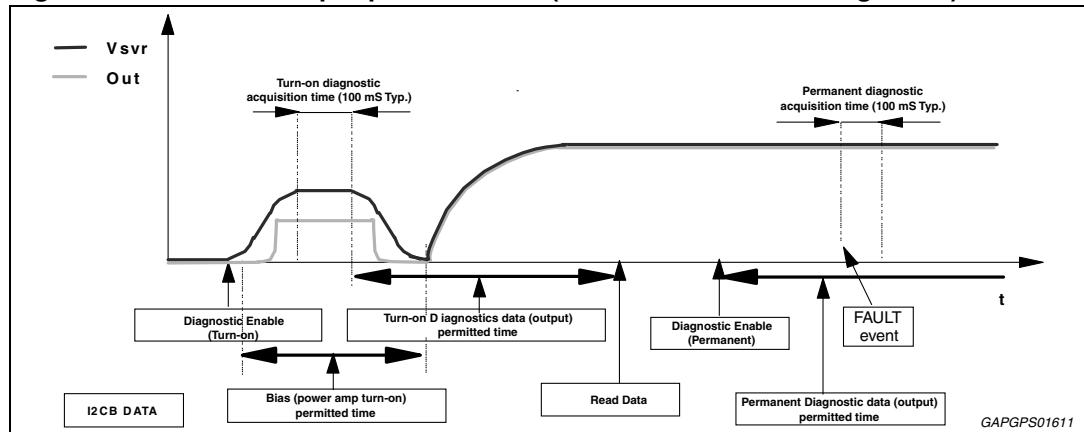 Vsvr
Out
Turn-on diagnostic
acquisition time (100 mS Typ.)
Permanent diagnostic
acquisition time (100 mS Typ.)
t
Diagnostic Enable
(Turn-on)
Turn-on D iagnostics data (output)
permitted time
Diagnostic Enable
(Permanent)
FAULT
event
Bias (power amp turn-on)
permitted time
Read Data
Permanent Diagnostic data (output)
permitted time
I2CB DATA
GAPGPS01611